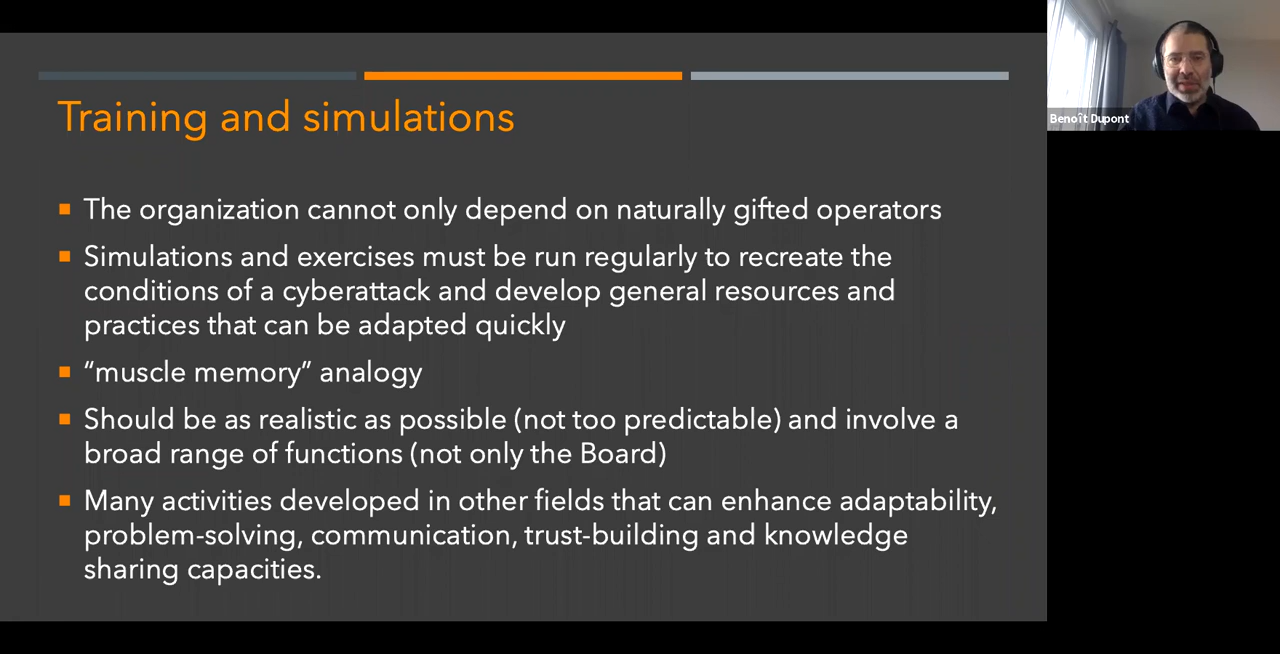 Training and simulations
The organization cannot only depend on naturally gifted operators
Simulations and exercises must be run regularly to recreate the
conditions of a cyberattack and develop general resources and
practices that can be adapted quickly
“muscle memory” analogy
Should be as realistic as possible (not too predictable) and involve a
broad range of functions (not only the Board)
Many activities developed in other fields that can enhance adaptability,
problem-solving, communication, trust-building and knowledge
sharing capacities.
Benoît Dupont